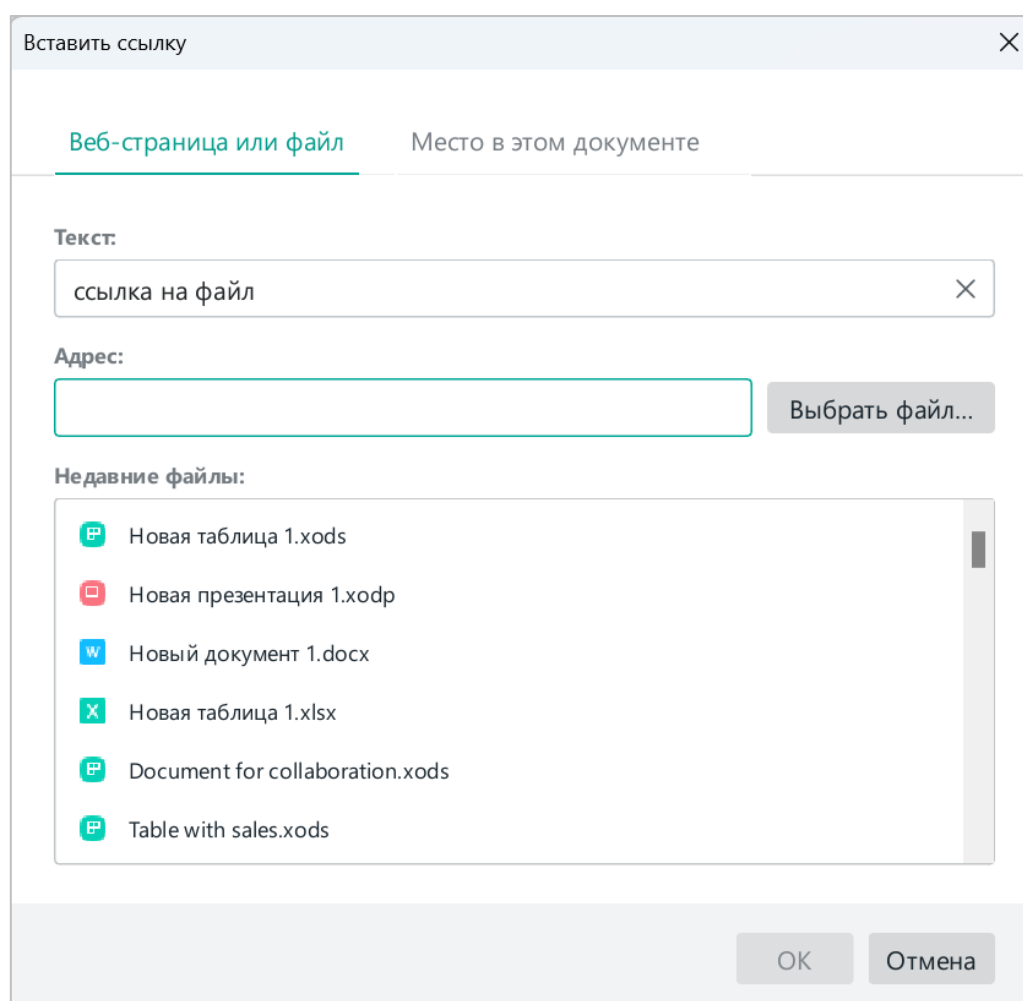 Вставить ссылку
Веб-страница или файл Место в этом документе
Текст:
ссылка на файл
Адрес:
Выбрать файл...
Недавние файлы:
Новая таблица 1.xods
Новая презентация 1.xodp
W Новый документ 1.docx
X Новая таблица 1.xlsx
Document for collaboration.xods
Table with sales.xods
OK Отмена